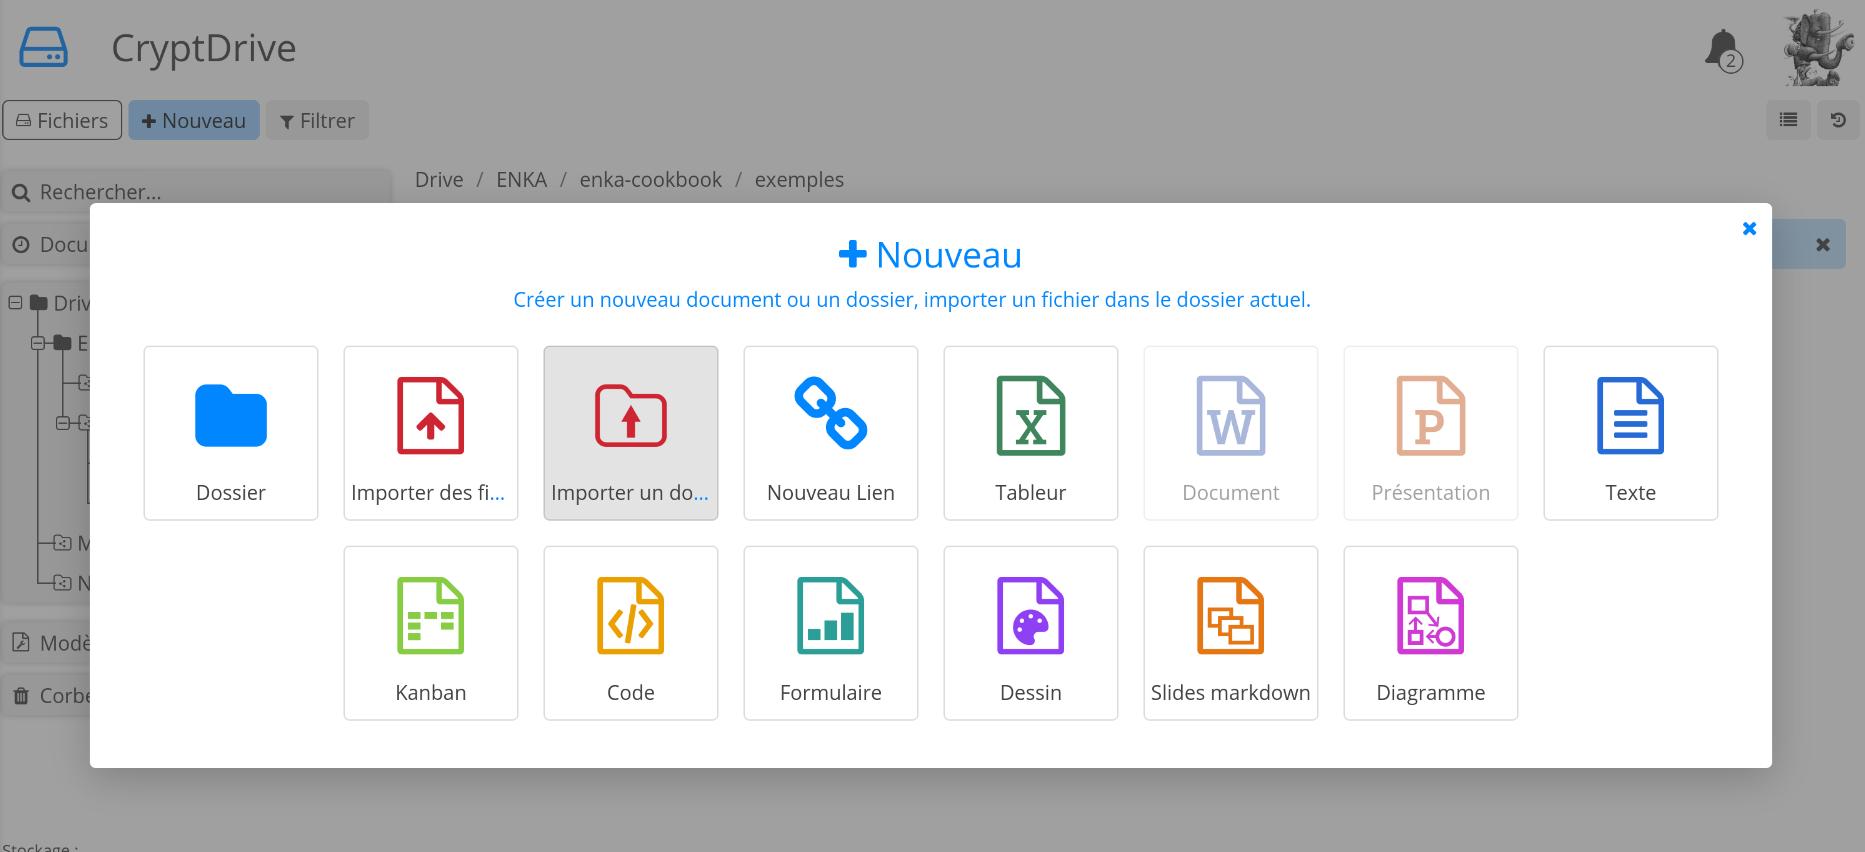 CryptDrive
2
Fichiers
Nouveau
Filtrer
Rechercher...
Drive / ENKA / enka-cookbook / exemples
Docu
Driv
E
M
N
Modè
Corbe
Nouveau
Créer un nouveau document ou un dossier, importer un fichier dans le dossier actuel.
Dossier
Importer des fi...
Importer un do...
Nouveau Lien
X
Tableur
W
Document
P
Présentation
Texte
Kanban
</>
Code
Formulaire
Dessin
Slides markdown
Diagramme
Stockage :